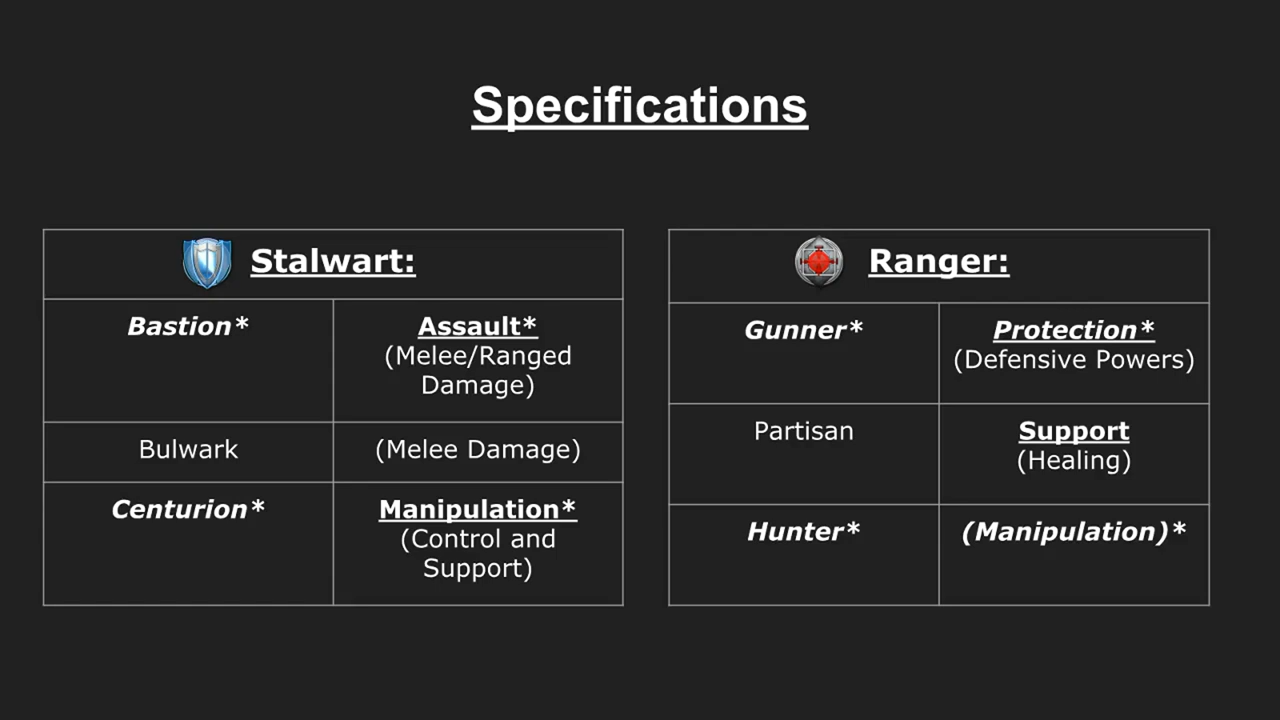 Specifications
Stalwart:
Bastion*
Assault*
(Melee/Ranged
Damage)
Bulwark
(Melee Damage)
Centurion*
Manipulation*
(Control and
Support)
Ranger:
Gunner*
Protection*
(Defensive Powers)
Partisan
Support
(Healing)
Hunter*
(Manipulation)*